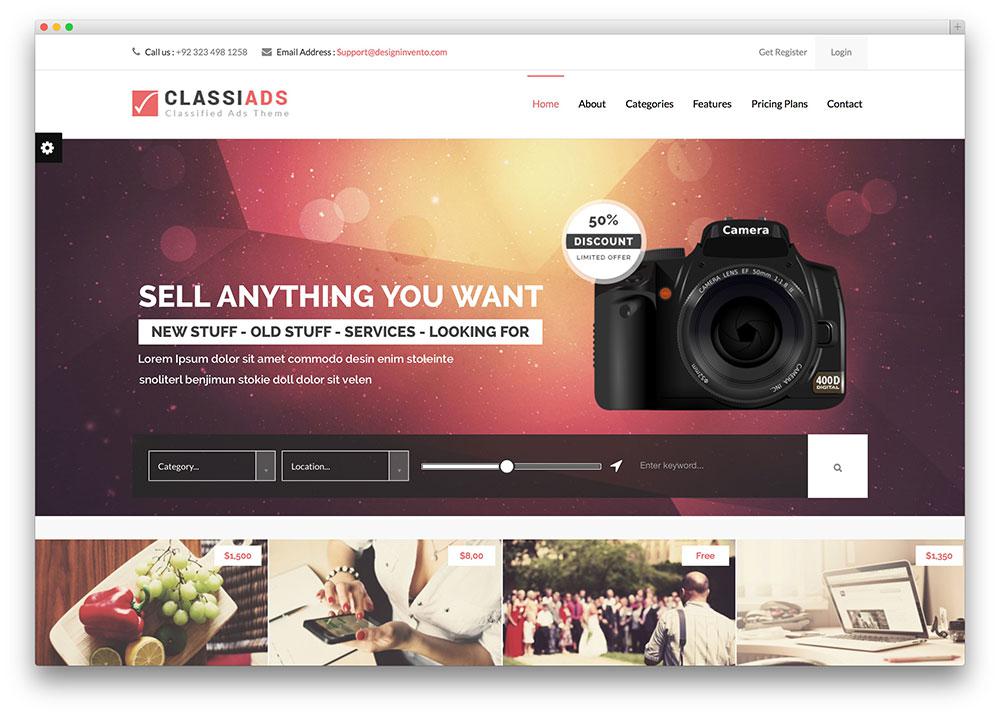 Call us : +92 323 498 1258 Email Address : Support@designinvento.com Get Register Login
CLASSIADS
Classified Ads Theme
Home About Categories Features Pricing Plans Contact
50%
DISCOUNT
LIMITED OFFER
Camera
CAMERA LENS EF 50mm 1:1.8 II
SELL ANYTHING YOU WANT
NEW STUFF - OLD STUFF - SERVICES - LOOKING FOR
Lorem Ipsum dolor sit amet commodo desin enim stoleinte
snoliterl benjimun stokie doll dolor sit velen
ø52mm
CAMERA INC.
400D
DIGITAL
Category... Location... Enter keyword...
$1,500 $8,00 Free $1,350